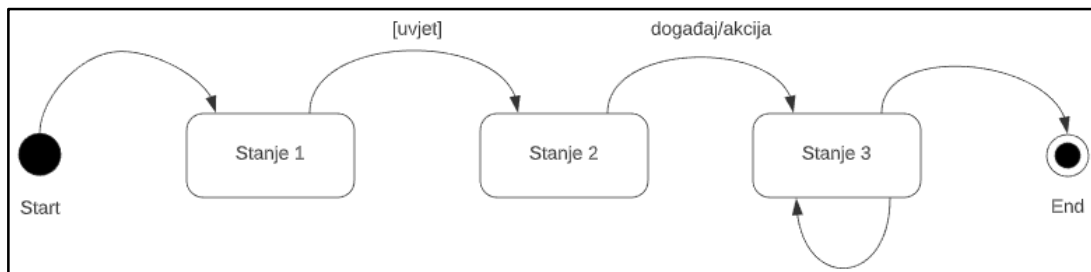 [uvjet]
događaj/akcija
Stanje 1
Stanje 2
Stanje 3
Start
End